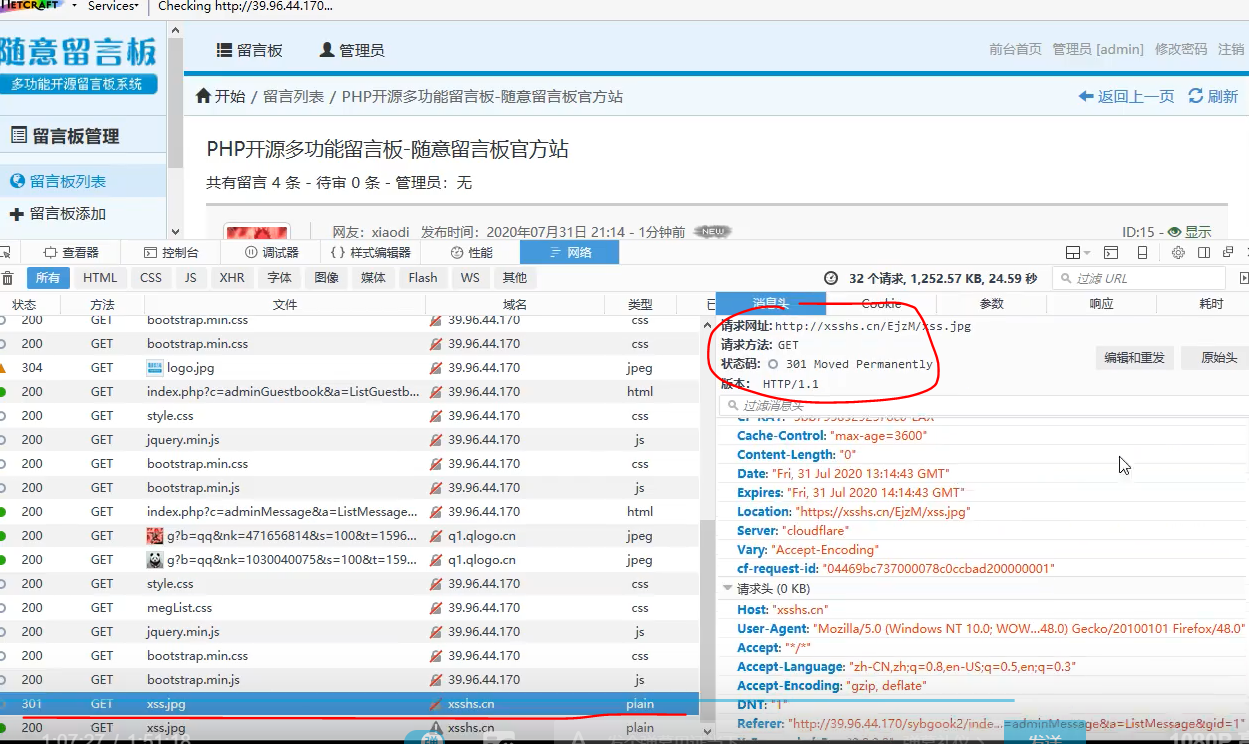 NETCRAFT Services Checking http://39.96.44.170...
随意留言板
多功能开源留言板系统
留言板 管理员
前台首页 管理员 [admin] 修改密码 注销
开始 / 留言列表 / PHP开源多功能留言板-随意留言板官方站
返回上一页 刷新
留言板管理
留言板列表
留言板添加
PHP开源多功能留言板-随意留言板官方站
共有留言 4 条 - 待审 0 条 - 管理员：无
网友：xiaodi 发布时间：2020年07月31日 21:14 - 1分钟前 NEW
ID:15 - 显示
查看器 控制台 调试器 {} 样式编辑器 性能 网络
所有 HTML CSS JS XHR 字体 图像 媒体 Flash WS 其他
32 个请求, 1,252.57 KB, 24.59 秒
过滤 URL
状态 方法 文件 域名 类型
200 GET bootstrap.min.css 39.96.44.170 css
200 GET bootstrap.min.css 39.96.44.170 css
304 GET logo.jpg 39.96.44.170 jpeg
200 GET index.php?c=adminGuestbook&a=ListGuestb... 39.96.44.170 html
200 GET style.css 39.96.44.170 css
200 GET jquery.min.js 39.96.44.170 js
200 GET bootstrap.min.css 39.96.44.170 css
200 GET bootstrap.min.js 39.96.44.170 js
200 GET index.php?c=adminMessage&a=ListMessage... 39.96.44.170 html
200 GET g?b=qq&nk=471656814&s=100&t=1596... q1.qlogo.cn jpeg
200 GET g?b=qq&nk=1030040075&s=100&t=159... q1.qlogo.cn jpeg
200 GET style.css 39.96.44.170 css
200 GET megList.css 39.96.44.170 css
200 GET jquery.min.js 39.96.44.170 js
200 GET bootstrap.min.css 39.96.44.170 css
200 GET bootstrap.min.js 39.96.44.170 js
301 GET xss.jpg xsshs.cn plain
200 GET xss.jpg xsshs.cn plain
消息头 Cookie 参数 响应 耗时
请求网址: http://xsshs.cn/EjzM/xss.jpg
请求方法: GET
状态码: 301 Moved Permanently
版本: HTTP/1.1
编辑和重发 原始头
过滤消息头
Cache-Control: "max-age=3600"
Content-Length: "0"
Date: "Fri, 31 Jul 2020 13:14:43 GMT"
Expires: "Fri, 31 Jul 2020 14:14:43 GMT"
Location: "https://xsshs.cn/EjzM/xss.jpg"
Server: "cloudflare"
Vary: "Accept-Encoding"
cf-request-id: "04469bc737000078c0ccbad200000001"
请求头 (0 KB)
Host: "xsshs.cn"
User-Agent: "Mozilla/5.0 (Windows NT 10.0; WOW...48.0) Gecko/20100101 Firefox/48.0"
Accept: "*/*"
Accept-Language: "zh-CN,zh;q=0.8,en-US;q=0.5,en;q=0.3"
Accept-Encoding: "gzip, deflate"
DNT: "1"
Referer: "http://39.96.44.170/sybgook2/inde...=adminMessage&a=ListMessage&gid=1"
1:07:27 / 1:51:18
发送
1080P